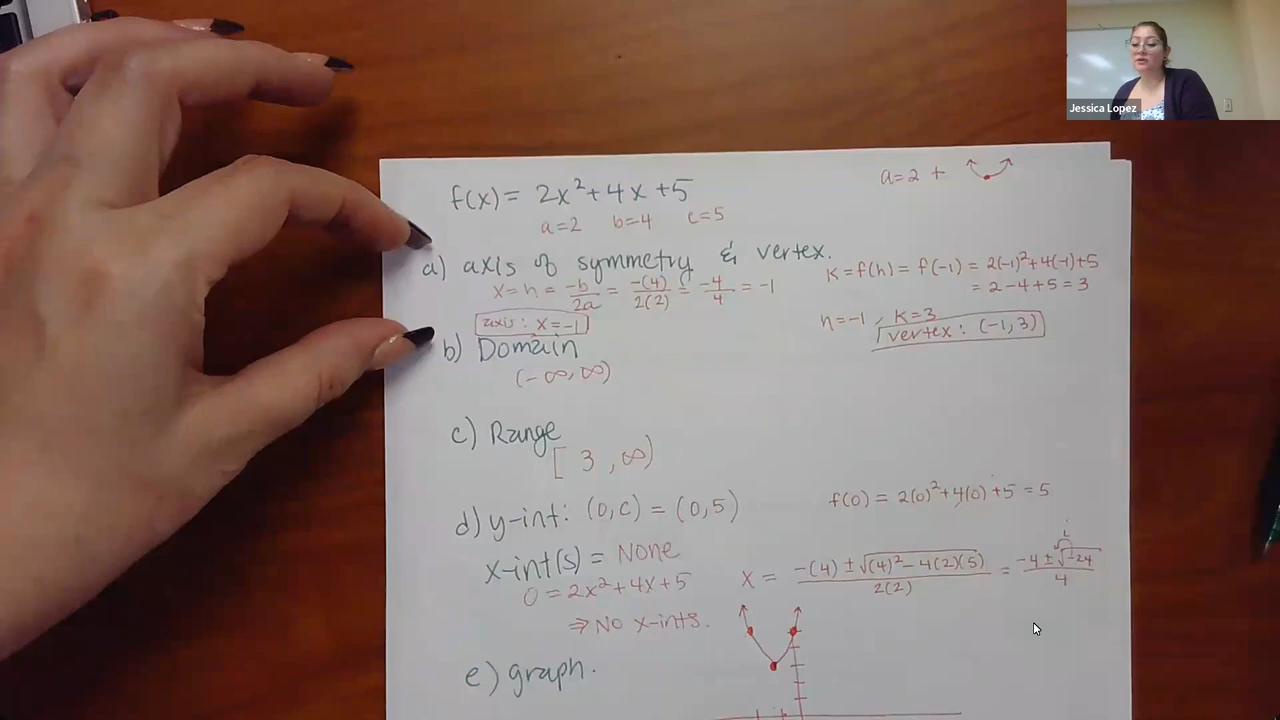 Jessica Lopez
f(x) = 2x²+4x+5
a=2 b=4 c=5
a=2 +
a) axis of symmetry & vertex.
x=h = -b/2a = -(4)/2(2) = -4/4 = -1
axis: x=-1
K=f(h) = f(-1) = 2(-1)²+4(-1)+5
= 2-4+5 = 3
h=-1, K=3
vertex: (-1,3)
b) Domain
(-∞,∞)
c) Range
[3,∞)
d) y-int: (0,c) = (0,5)
f(0) = 2(0)²+4(0)+5 = 5
x-int(s) = None
0 = 2x²+4x+5
⇒ No x-ints.
x = -(4) ± √(4)²-4(2)(5) / 2(2) = -4 ± √-24 / 4
i
e) graph.